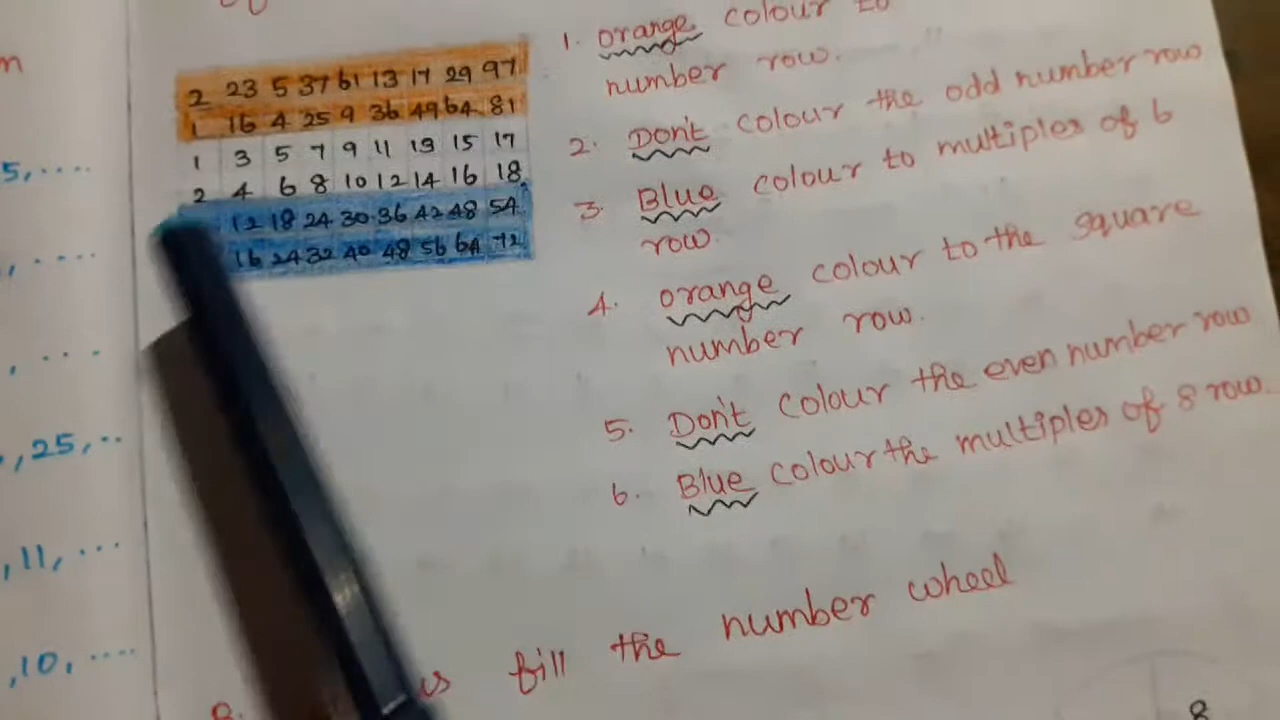 m
5,....
, ....
, ...
,25,..
,11,...
,10,....
2 23 5 37 61 13 17 29 97
1 16 4 25 9 36 49 64 81
1 3 5 7 9 11 13 15 17
2 4 6 8 10 12 14 16 18
12 18 24 30 36 42 48 54
16 24 32 40 48 56 64 72
1. orange colour to
number row.
2. Don't colour the odd number row
3. Blue colour to multiples of 6
row.
4. orange colour to the square
number row.
5. Don't colour the even number row
6. Blue colour the multiples of 8 row.
us fill the number wheel
8